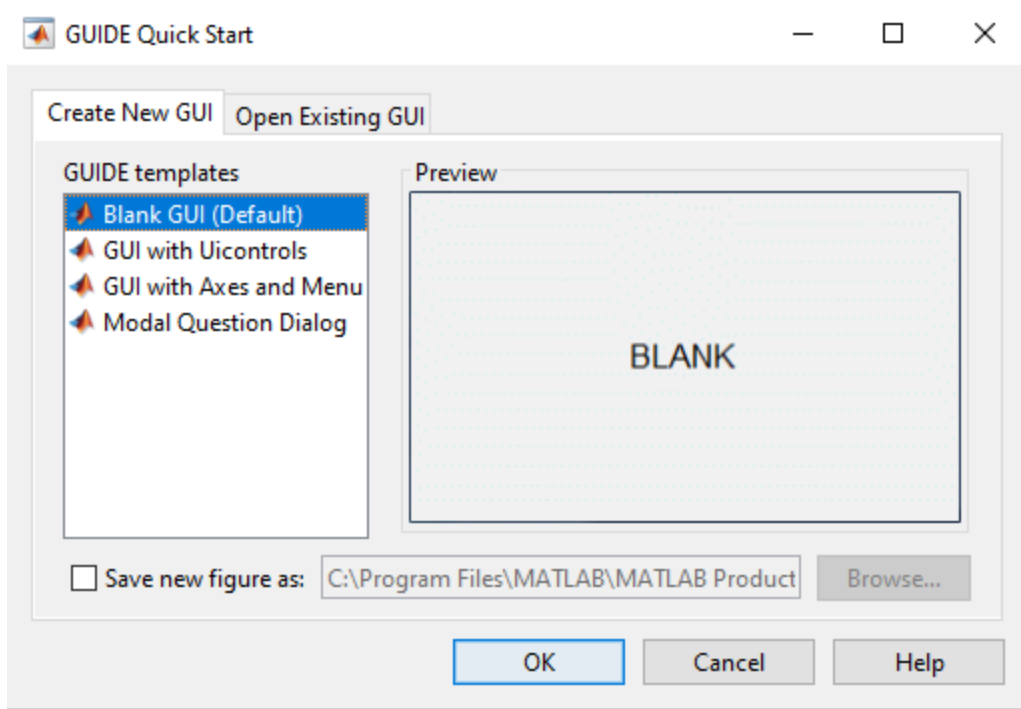 GUIDE Quick Start
Create New GUI
Open Existing GUI
GUIDE templates
Blank GUI (Default)
GUI with Uicontrols
GUI with Axes and Menu
Modal Question Dialog
Preview
BLANK
Save new figure as:
C:\Program Files\MATLAB\MATLAB Product
Browse...
OK
Cancel
Help